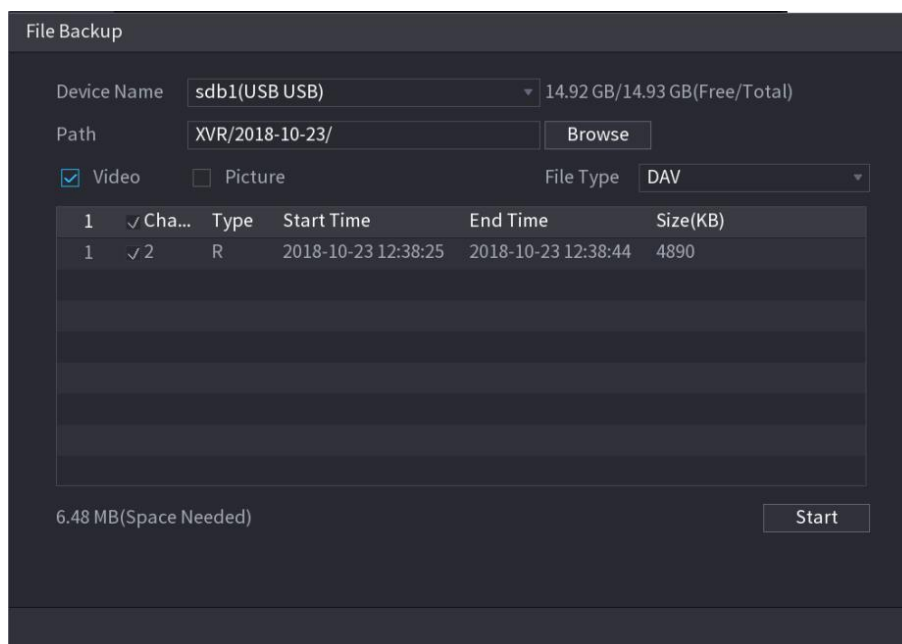 File Backup
Device Name sdb1(USB USB) 14.92 GB/14.93 GB(Free/Total)
Path XVR/2018-10-23/ Browse
Video Picture File Type DAV
1 Cha... Type Start Time End Time Size(KB)
1 2 R 2018-10-23 12:38:25 2018-10-23 12:38:44 4890
6.48 MB(Space Needed) Start